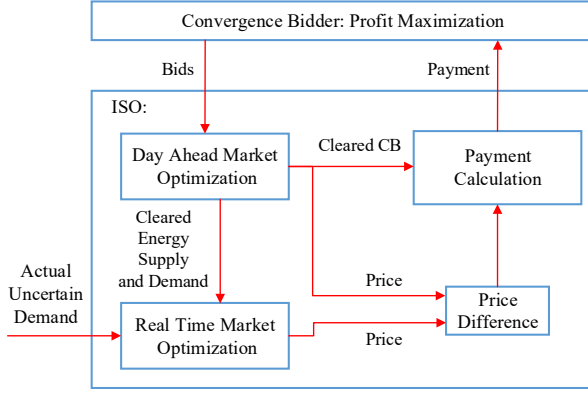 Convergence Bidder: Profit Maximization
Bids
Payment
ISO:
Day Ahead Market
Optimization
Cleared CB
Payment
Calculation
Cleared
Energy
Supply
and Demand
Actual
Uncertain
Demand
Price
Price
Difference
Real Time Market
Optimization
Price